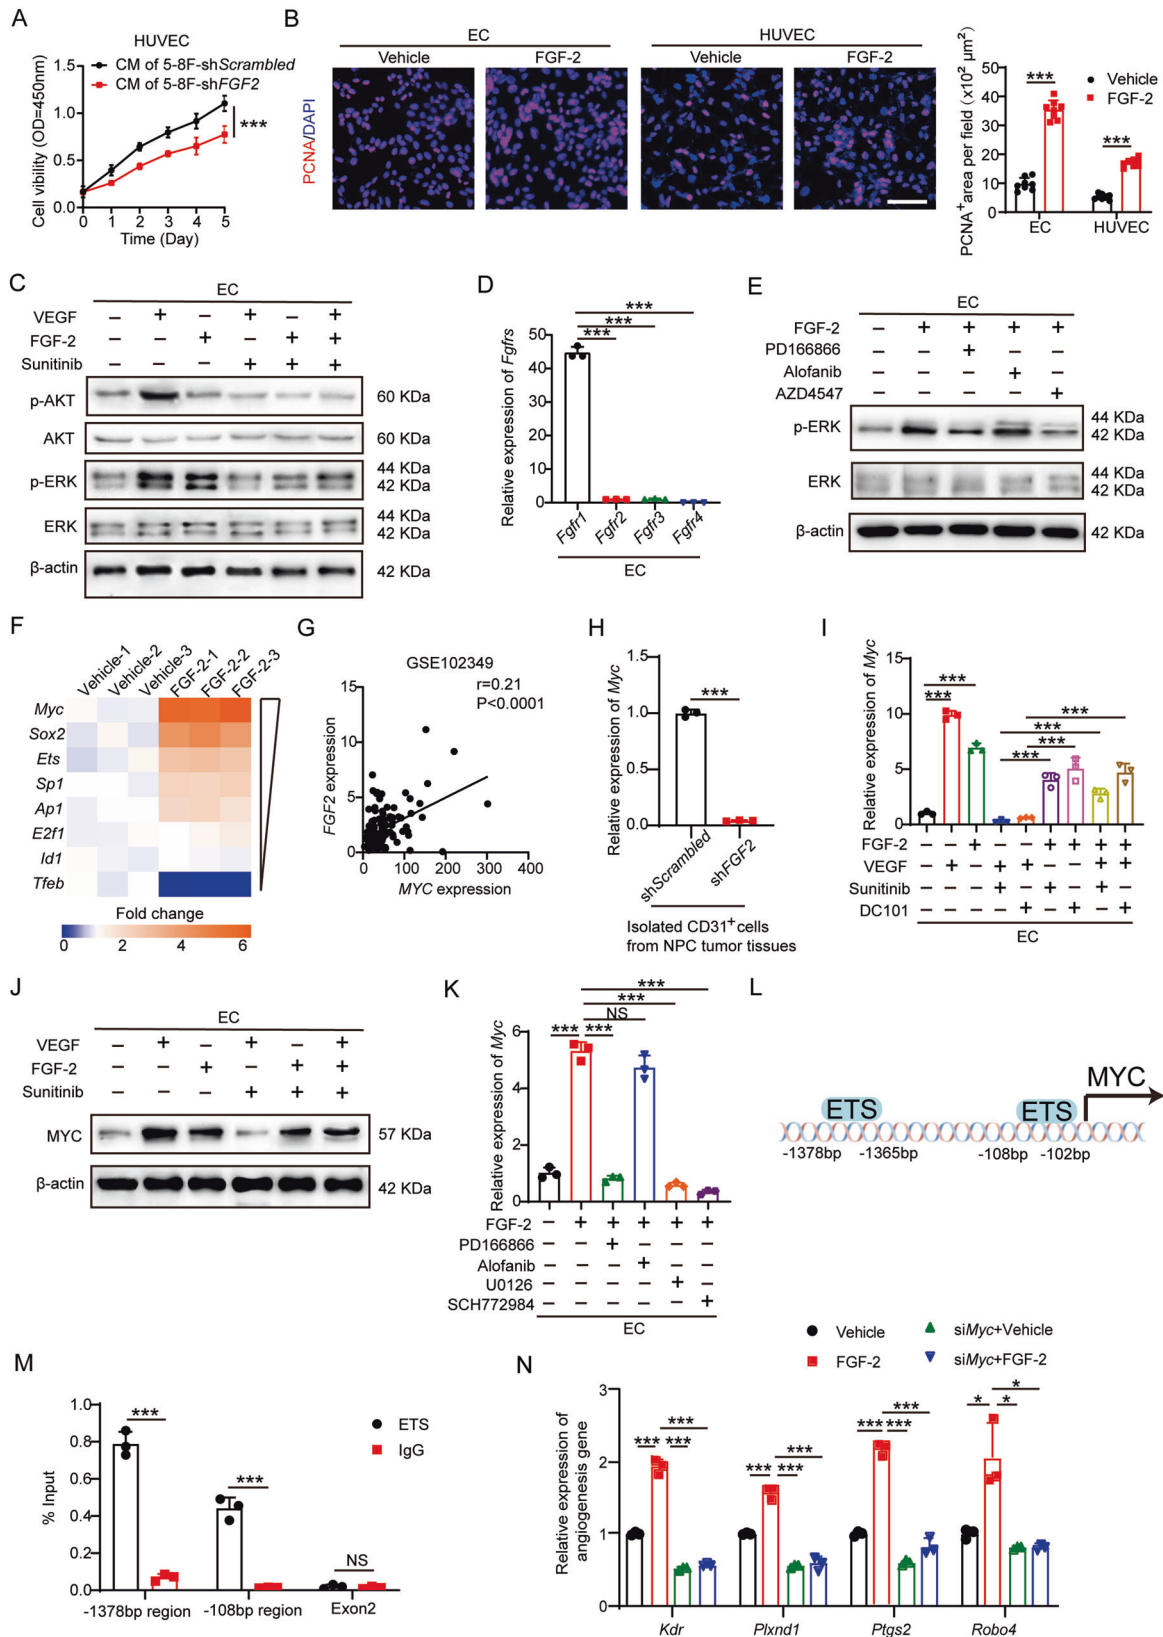 A
HUVEC
CM of 5-8F-shScrambled
CM of 5-8F-shFGF2
Cell vibility (OD=450nm)
1.5
1.0
0.5
0.0
***
0 1 2 3 4 5
Time (Day)
B
EC HUVEC
Vehicle FGF-2 Vehicle FGF-2
PCNA/DAPI
PCNA⁺ area per field (x10² µm²)
50
40
30
20
10
0
*** ***
Vehicle
FGF-2
EC HUVEC
C
EC
VEGF – + – + – +
FGF-2 – – + – + +
Sunitinib – – – + + +
p-AKT 60 KDa
AKT 60 KDa
p-ERK 44 KDa
42 KDa
ERK 44 KDa
42 KDa
β-actin 42 KDa
D
Relative expression of Fgfrs
***
***
***
50
40
30
20
10
0
Fgfr1 Fgfr2 Fgfr3 Fgfr4
EC
E
EC
FGF-2 – + + + +
PD166866 – – + – –
Alofanib – – – + –
AZD4547 – – – – +
p-ERK 44 KDa
42 KDa
ERK 44 KDa
42 KDa
β-actin 42 KDa
F
Vehicle-1 Vehicle-2 Vehicle-3 FGF-2-1 FGF-2-2 FGF-2-3
Myc
Sox2
Ets
Sp1
Ap1
E2f1
Id1
Tfeb
Fold change
0 2 4 6
G
GSE102349
r=0.21
P<0.0001
FGF2 expression
15
10
5
0
0 100 200 300 400
MYC expression
H
Relative expression of Myc
1.5
1.0
0.5
0.0
***
shScrambled shFGF2
Isolated CD31⁺cells
from NPC tumor tissues
I
Relative expression of Myc
15
10
5
0
***
***
***
***
***
***
FGF-2 – – + – – + + + +
VEGF – + – + + – – + +
Sunitinib – – – + – + – + –
DC101 – – – – + – + – +
EC
J
EC
VEGF – + – + – +
FGF-2 – – + – + +
Sunitinib – – – + + +
MYC 57 KDa
β-actin 42 KDa
K
Relative expression of Myc
6
4
2
0
***
***
NS
*** ***
FGF-2 – + + + + +
PD166866 – – + – – –
Alofanib – – – + – –
U0126 – – – – + –
SCH772984 – – – – – +
EC
L
MYC
ETS ETS
-1378bp -1365bp -108bp -102bp
M
% Input
1.0
0.8
0.6
0.4
0.2
0.0
***
***
NS
ETS
IgG
-1378bp region -108bp region Exon2
N
Vehicle siMyc+Vehicle
FGF-2 siMyc+FGF-2
Relative expression of
angiogenesis gene
3
2
1
0
***
*** ***
***
*** ***
***
*** ***
*
* *
Kdr Plxnd1 Ptgs2 Robo4